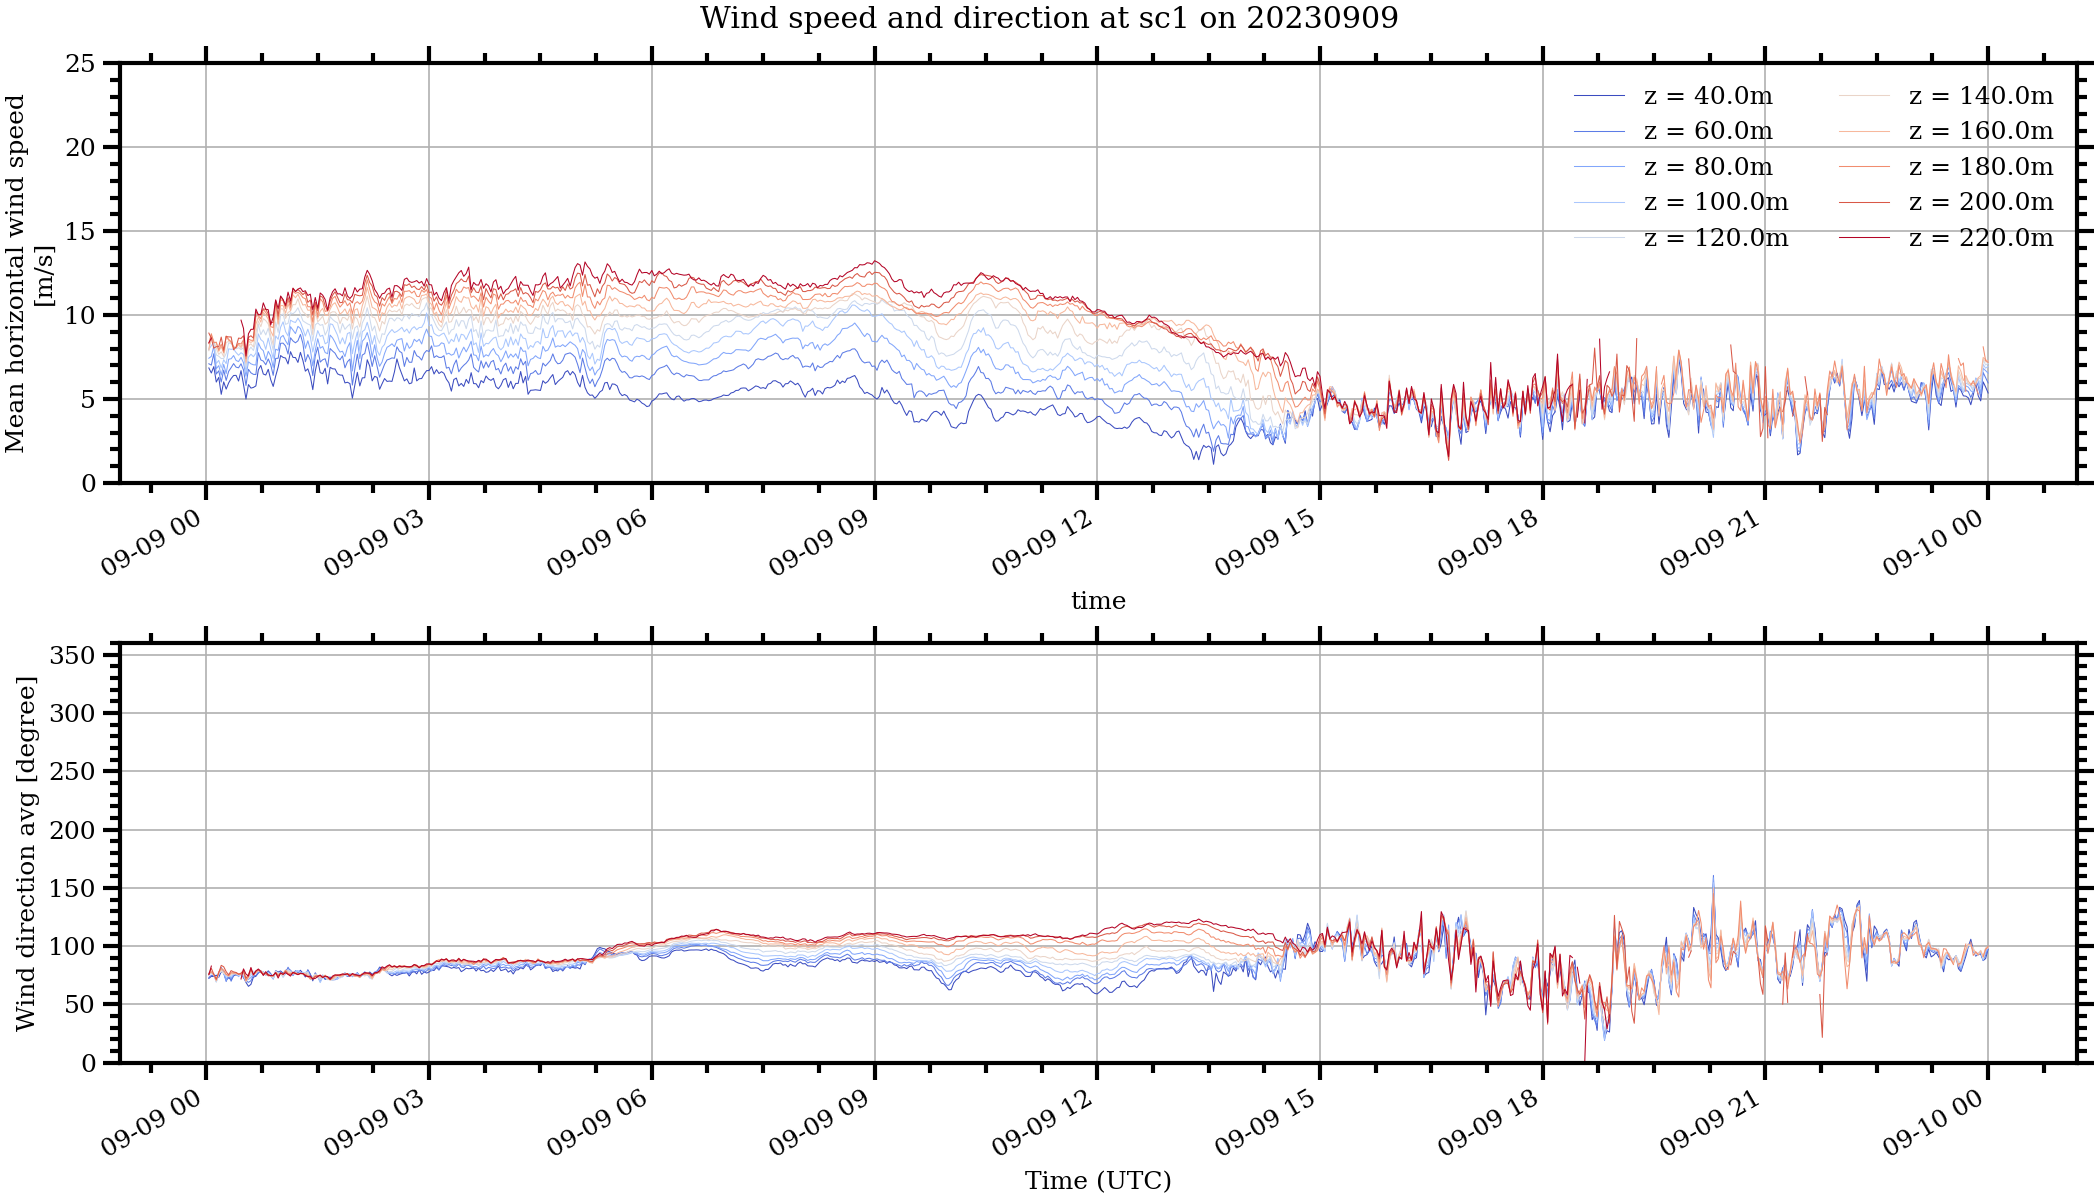 Wind speed and direction at sc1 on 20230909
Mean horizontal wind speed
[m/s]
25
20
15
10
5
0
z = 40.0m
z = 60.0m
z = 80.0m
z = 100.0m
z = 120.0m
z = 140.0m
z = 160.0m
z = 180.0m
z = 200.0m
z = 220.0m
09-09 00
09-09 03
09-09 06
09-09 09
09-09 12
09-09 15
09-09 18
09-09 21
09-10 00
time
Wind direction avg [degree]
350
300
250
200
150
100
50
0
09-09 00
09-09 03
09-09 06
09-09 09
09-09 12
09-09 15
09-09 18
09-09 21
09-10 00
Time (UTC)